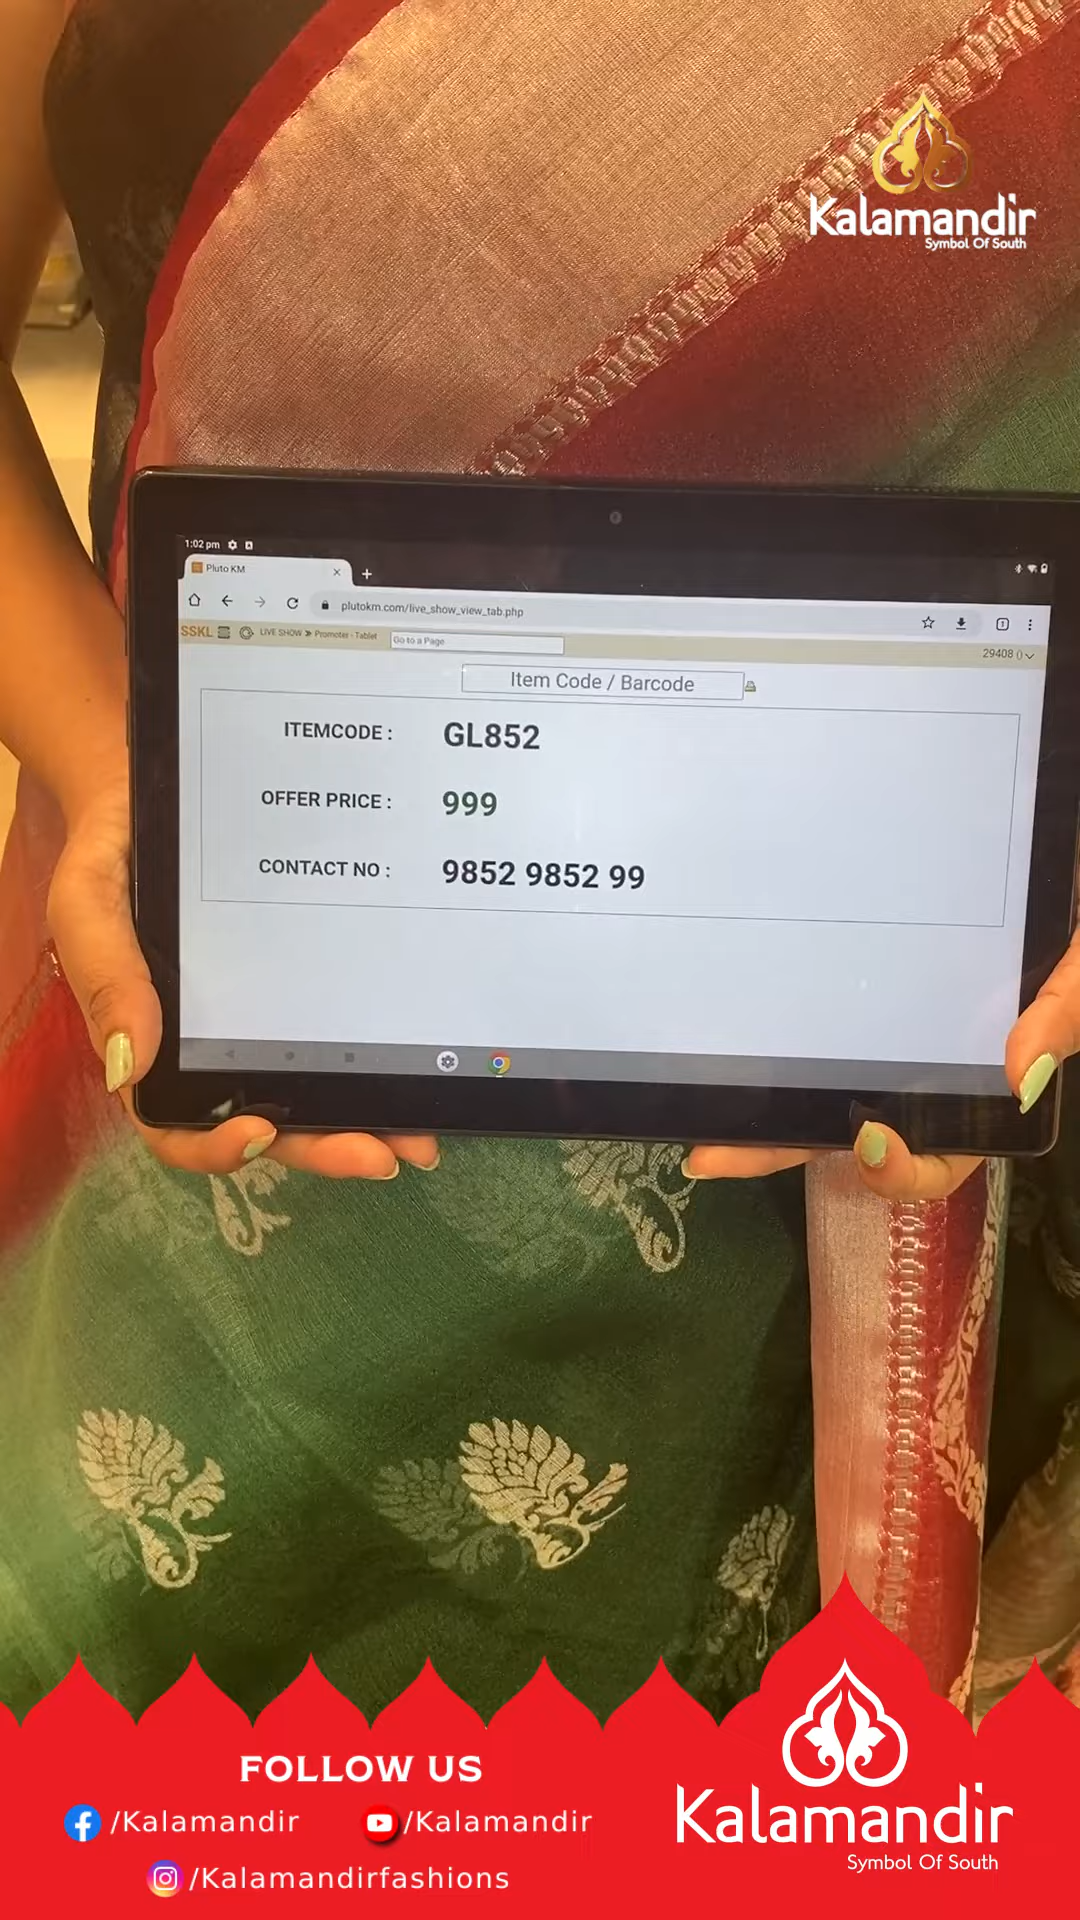 Kalamandir
Symbol Of South
1:02 pm
Pluto KM
plutokm.com/live_show_view_tab.php
SSKL
LIVE SHOW
Promoter - Tablet
Go to a Page
29408 ()
Item Code / Barcode
ITEMCODE : GL852
OFFER PRICE : 999
CONTACT NO : 9852 9852 99
FOLLOW US
/Kalamandir
/Kalamandir
/Kalamandirfashions
Kalamandir
Symbol Of South